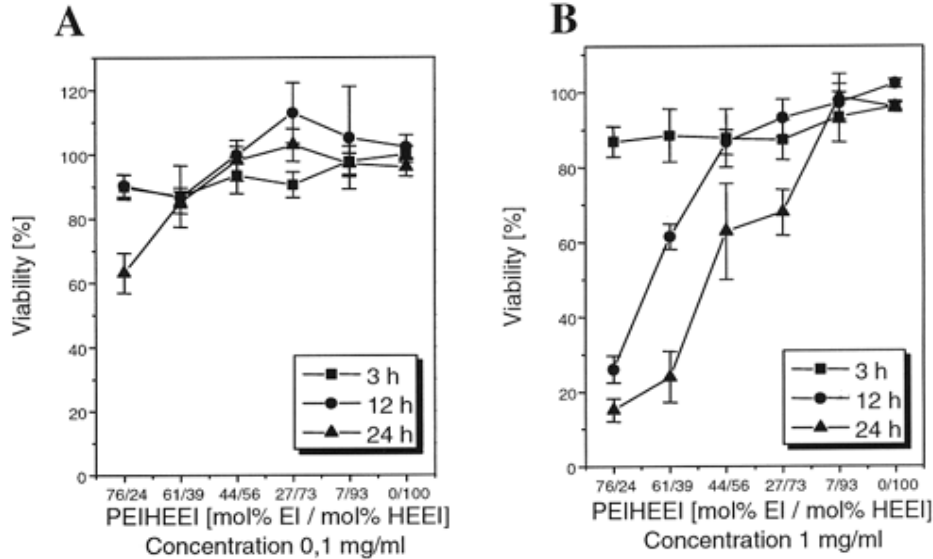 A
Viability [%]
120
100
80
60
40
20
0
3 h
12 h
24 h
76/24 61/39 44/56 27/73 7/93 0/100
PEIHEEI [mol% EI / mol% HEEI]
Concentration 0,1 mg/ml
B
Viability [%]
100
80
60
40
20
0
3 h
12 h
24 h
76/24 61/39 44/56 27/73 7/93 0/100
PEIHEEI [mol% EI / mol% HEEI]
Concentration 1 mg/ml